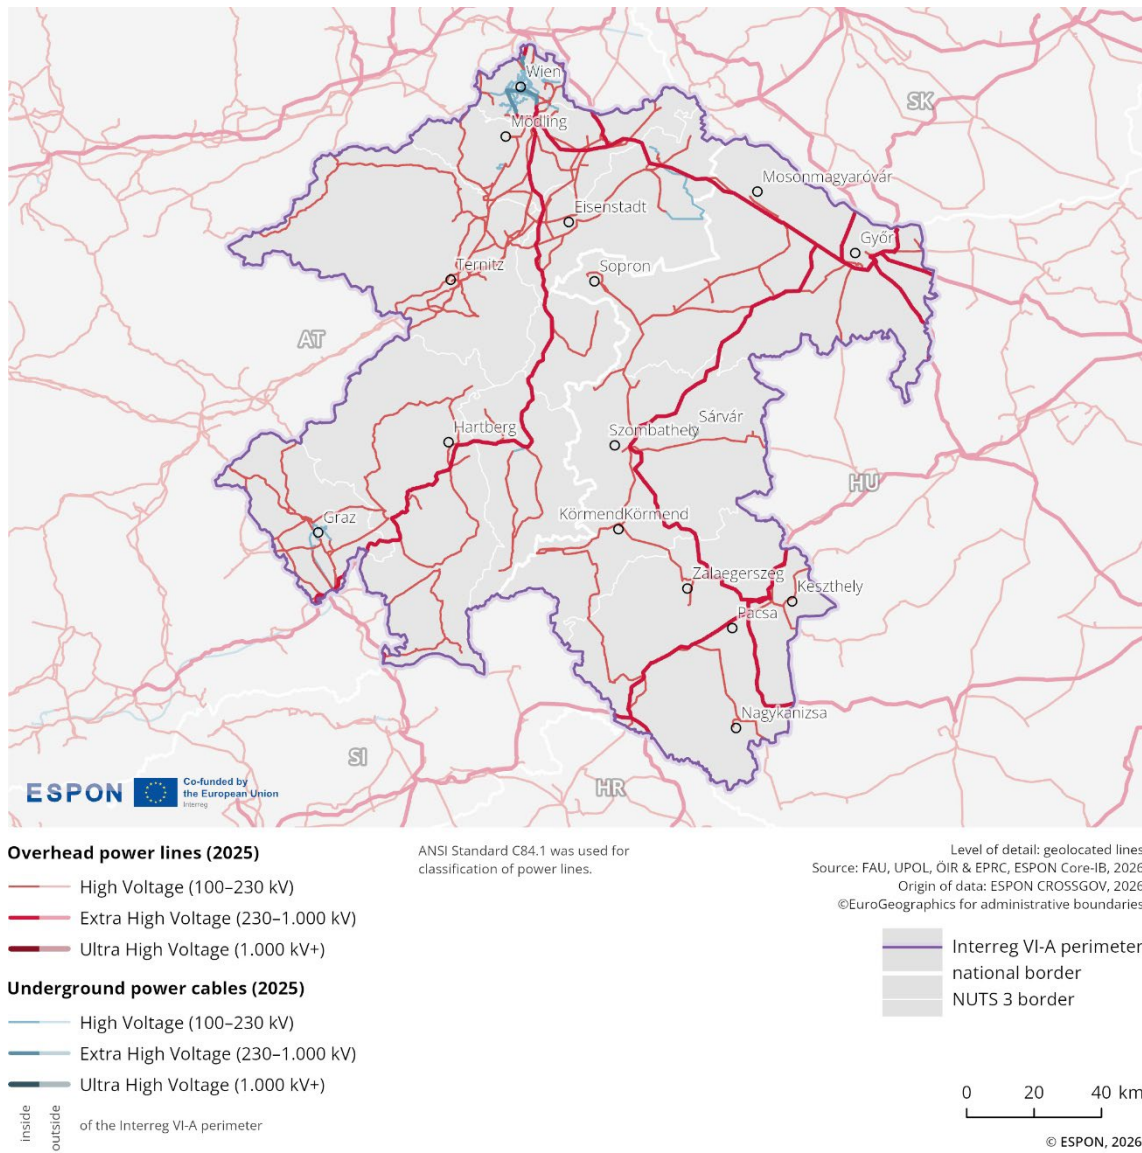 Wien
SK
Mödling
Mosonmagyaróvár
Eisenstadt
Győr
Ternitz
Sopron
AT
Hartberg
Sárvár
Szombathely
HU
Graz
KörmendKörmend
Zalaegerszeg
Keszthely
Pacsa
Nagykanizsa
SI
HR
ESPON
Co-funded by
the European Union
Interreg
Overhead power lines (2025)
High Voltage (100–230 kV)
Extra High Voltage (230–1.000 kV)
Ultra High Voltage (1.000 kV+)
Underground power cables (2025)
High Voltage (100–230 kV)
Extra High Voltage (230–1.000 kV)
Ultra High Voltage (1.000 kV+)
inside
outside
of the Interreg VI-A perimeter
ANSI Standard C84.1 was used for
classification of power lines.
Level of detail: geolocated lines
Source: FAU, UPOL, ÖIR & EPRC, ESPON Core-IB, 2026
Origin of data: ESPON CROSSGOV, 2026
©EuroGeographics for administrative boundaries
Interreg VI-A perimeter
national border
NUTS 3 border
0 20 40 km
© ESPON, 2026